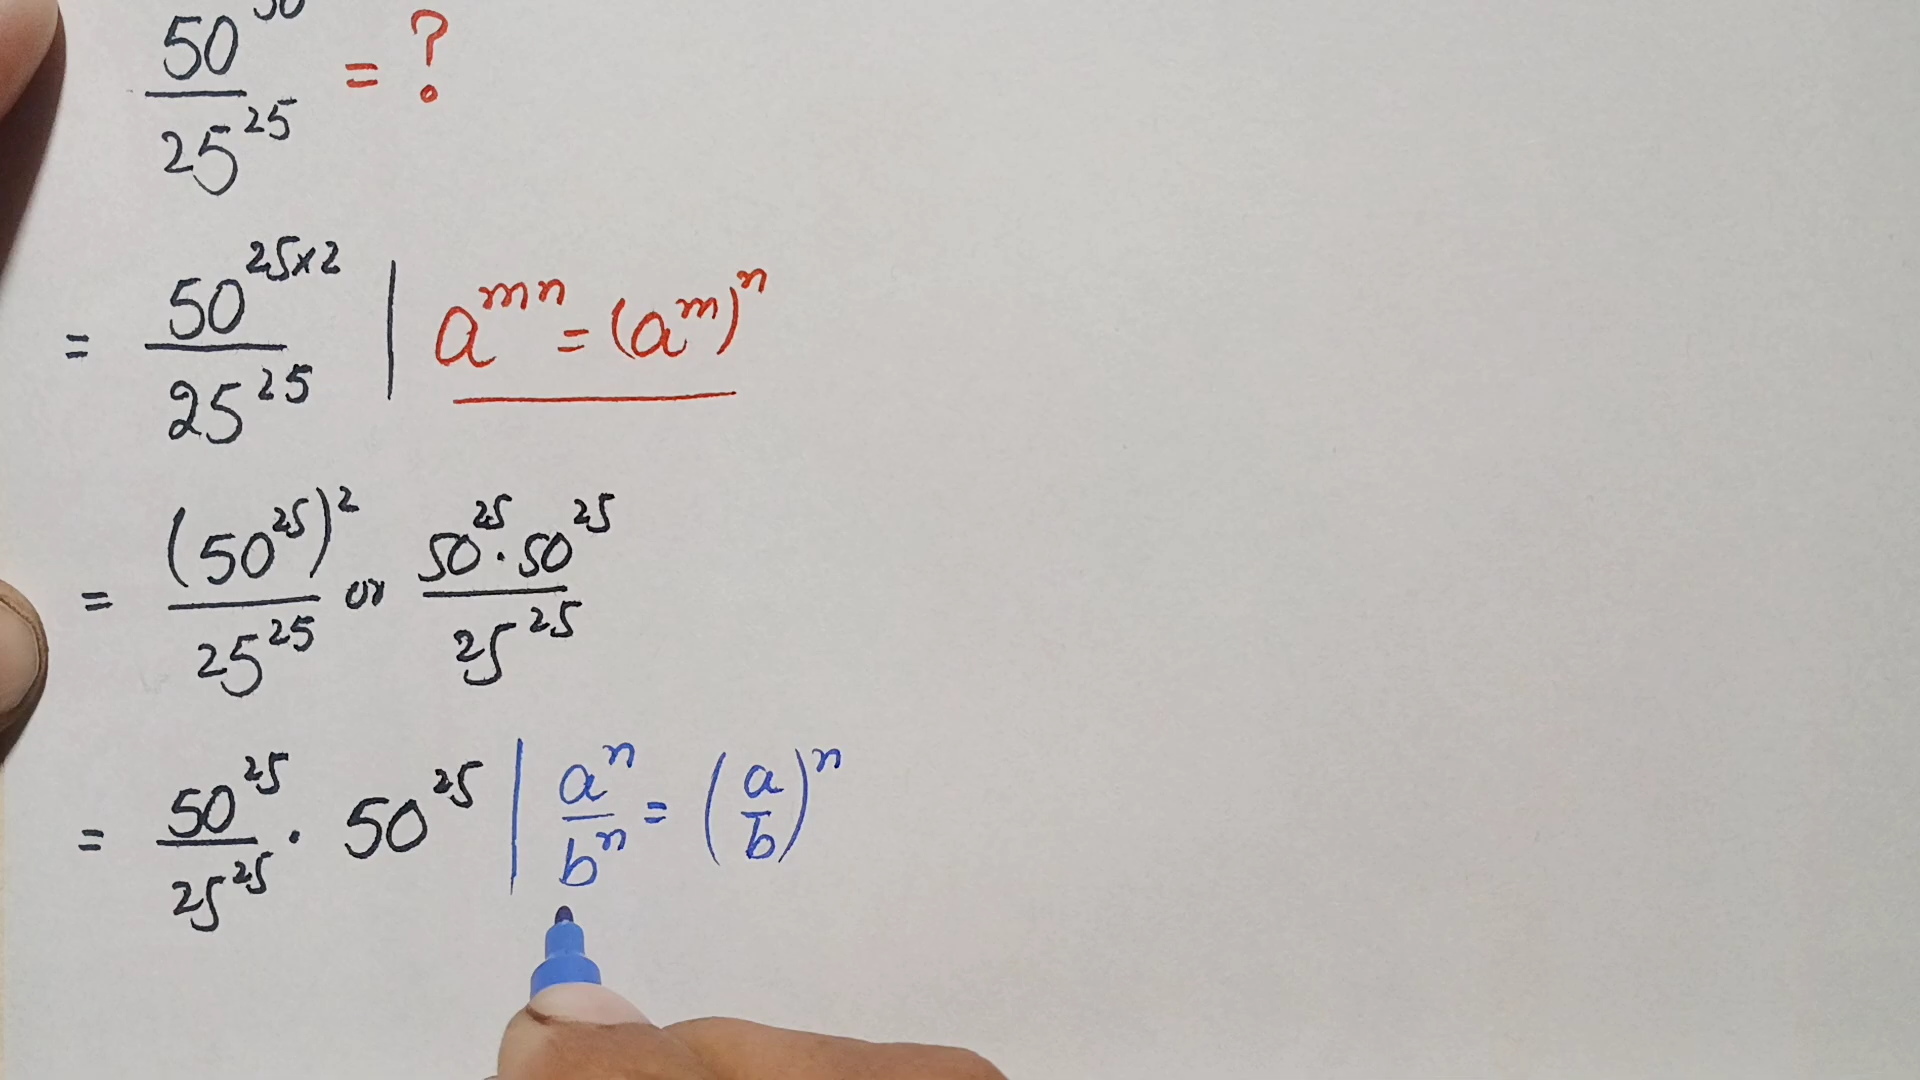 50^50 / 25^25 = ?
= 50^(25×2) / 25^25 | a^(mn) = (a^m)^n
= (50^25)^2 / 25^25 or 50^25 · 50^25 / 25^25
= 50^25 / 25^25 · 50^25 | a^n / b^n = (a/b)^n